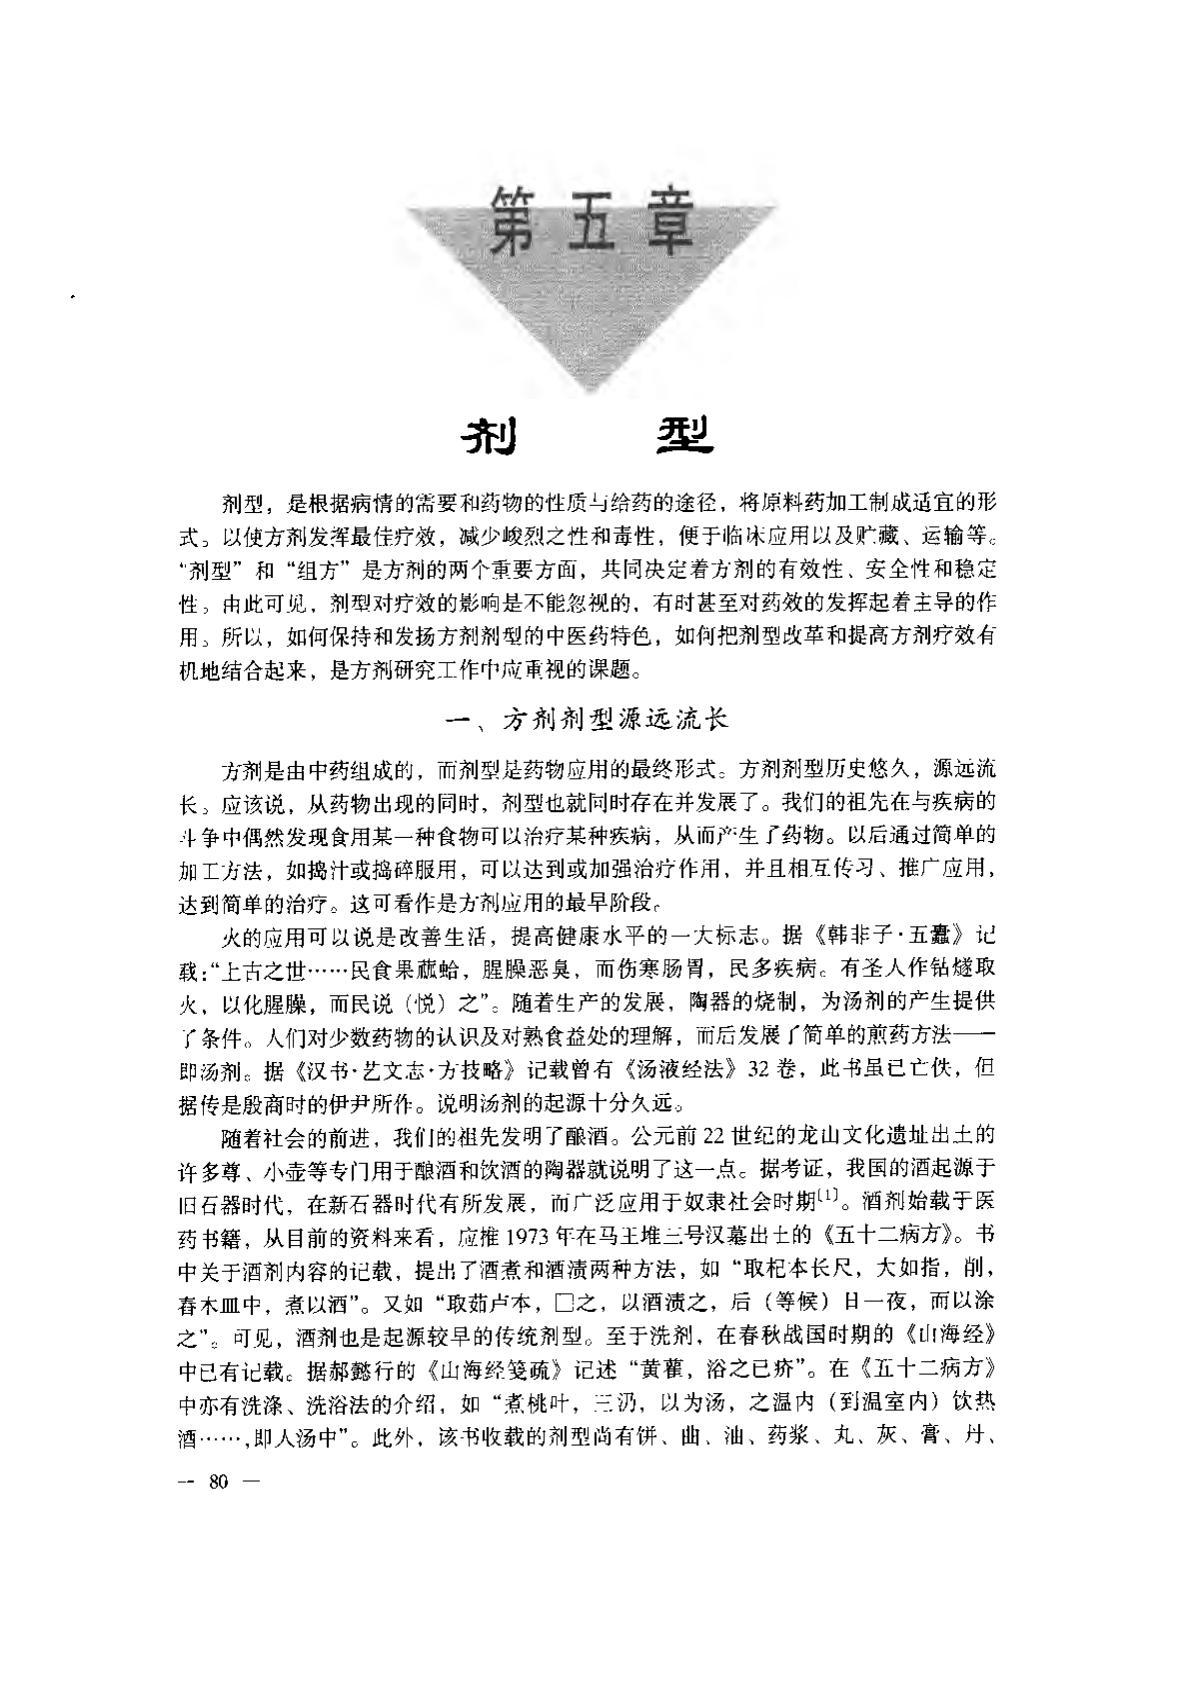 第五章
剂型
剂型，是根据病情的需要和药物的性质与给药的途径，将原料药加工制成适宜的形
式。以使方剂发挥最佳疗效，减少峻烈之性和毒性，便于临床应用以及贮藏、运输等。
“剂型”和“组方”是方剂的两个重要方面，共同决定着方剂的有效性、安全性和稳定
性。由此可见，剂型对疗效的影响是不能忽视的，有时甚至对药效的发挥起着主导的作
用。所以，如何保持和发扬方剂剂型的中医药特色，如何把剂型改革和提高方剂疗效有
机地结合起来，是方剂研究工作中应重视的课题。
一、方剂剂型源远流长
方剂是由中药组成的，而剂型是药物应用的最终形式。方剂剂型历史悠久，源远流
长。应该说，从药物出现的同时，剂型也就同时存在并发展了。我们的祖先在与疾病的
斗争中偶然发现食用某一种食物可以治疗某种疾病，从而产生了药物。以后通过简单的
加工方法，如捣汁或捣碎服用，可以达到或加强治疗作用，并且相互传习、推广应用，
达到简单的治疗。这可看作是方剂应用的最早阶段。
火的应用可以说是改善生活，提高健康水平的一大标志。据《韩非子·五蠹》记
载：“上古之世……民食果蓏蛤，腥臊恶臭，而伤寒肠胃，民多疾病。有圣人作钻燧取
火，以化腥臊，而民说（悦）之”。随着生产的发展，陶器的烧制，为汤剂的产生提供
了条件。人们对少数药物的认识及对熟食益处的理解，而后发展了简单的煎药方法——
即汤剂。据《汉书·艺文志·方技略》记载曾有《汤液经法》32 卷，此书虽已亡佚，但
据传是殷商时的伊尹所作。说明汤剂的起源十分久远。
随着社会的前进，我们的祖先发明了酿酒。公元前 22 世纪的龙山文化遗址出土的
许多尊、小壶等专门用于酿酒和饮酒的陶器就说明了这一点。据考证，我国的酒起源于
旧石器时代，在新石器时代有所发展，而广泛应用于奴隶社会时期[1]。酒剂始载于医
药书籍，从目前的资料来看，应推 1973 年在马王堆三号汉墓出土的《五十二病方》。书
中关于酒剂内容的记载，提出了酒煮和酒渍两种方法，如“取杞本长尺，大如指，削，
舂木皿中，煮以酒”。又如“取茹卢本，□之，以酒渍之，后（等候）日一夜，而以涂
之”。可见，酒剂也是起源较早的传统剂型。至于洗剂，在春秋战国时期的《山海经》
中已有记载。据郝懿行的《山海经笺疏》记述“黄雚，浴之已疥”。在《五十二病方》
中亦有洗涤、洗浴法的介绍，如“煮桃叶，三沥，以为汤，之温内（到温室内）饮热
酒……，即人汤中”。此外，该书收载的剂型尚有饼、曲、油、药浆、丸、灰、膏、丹、
— 80 —